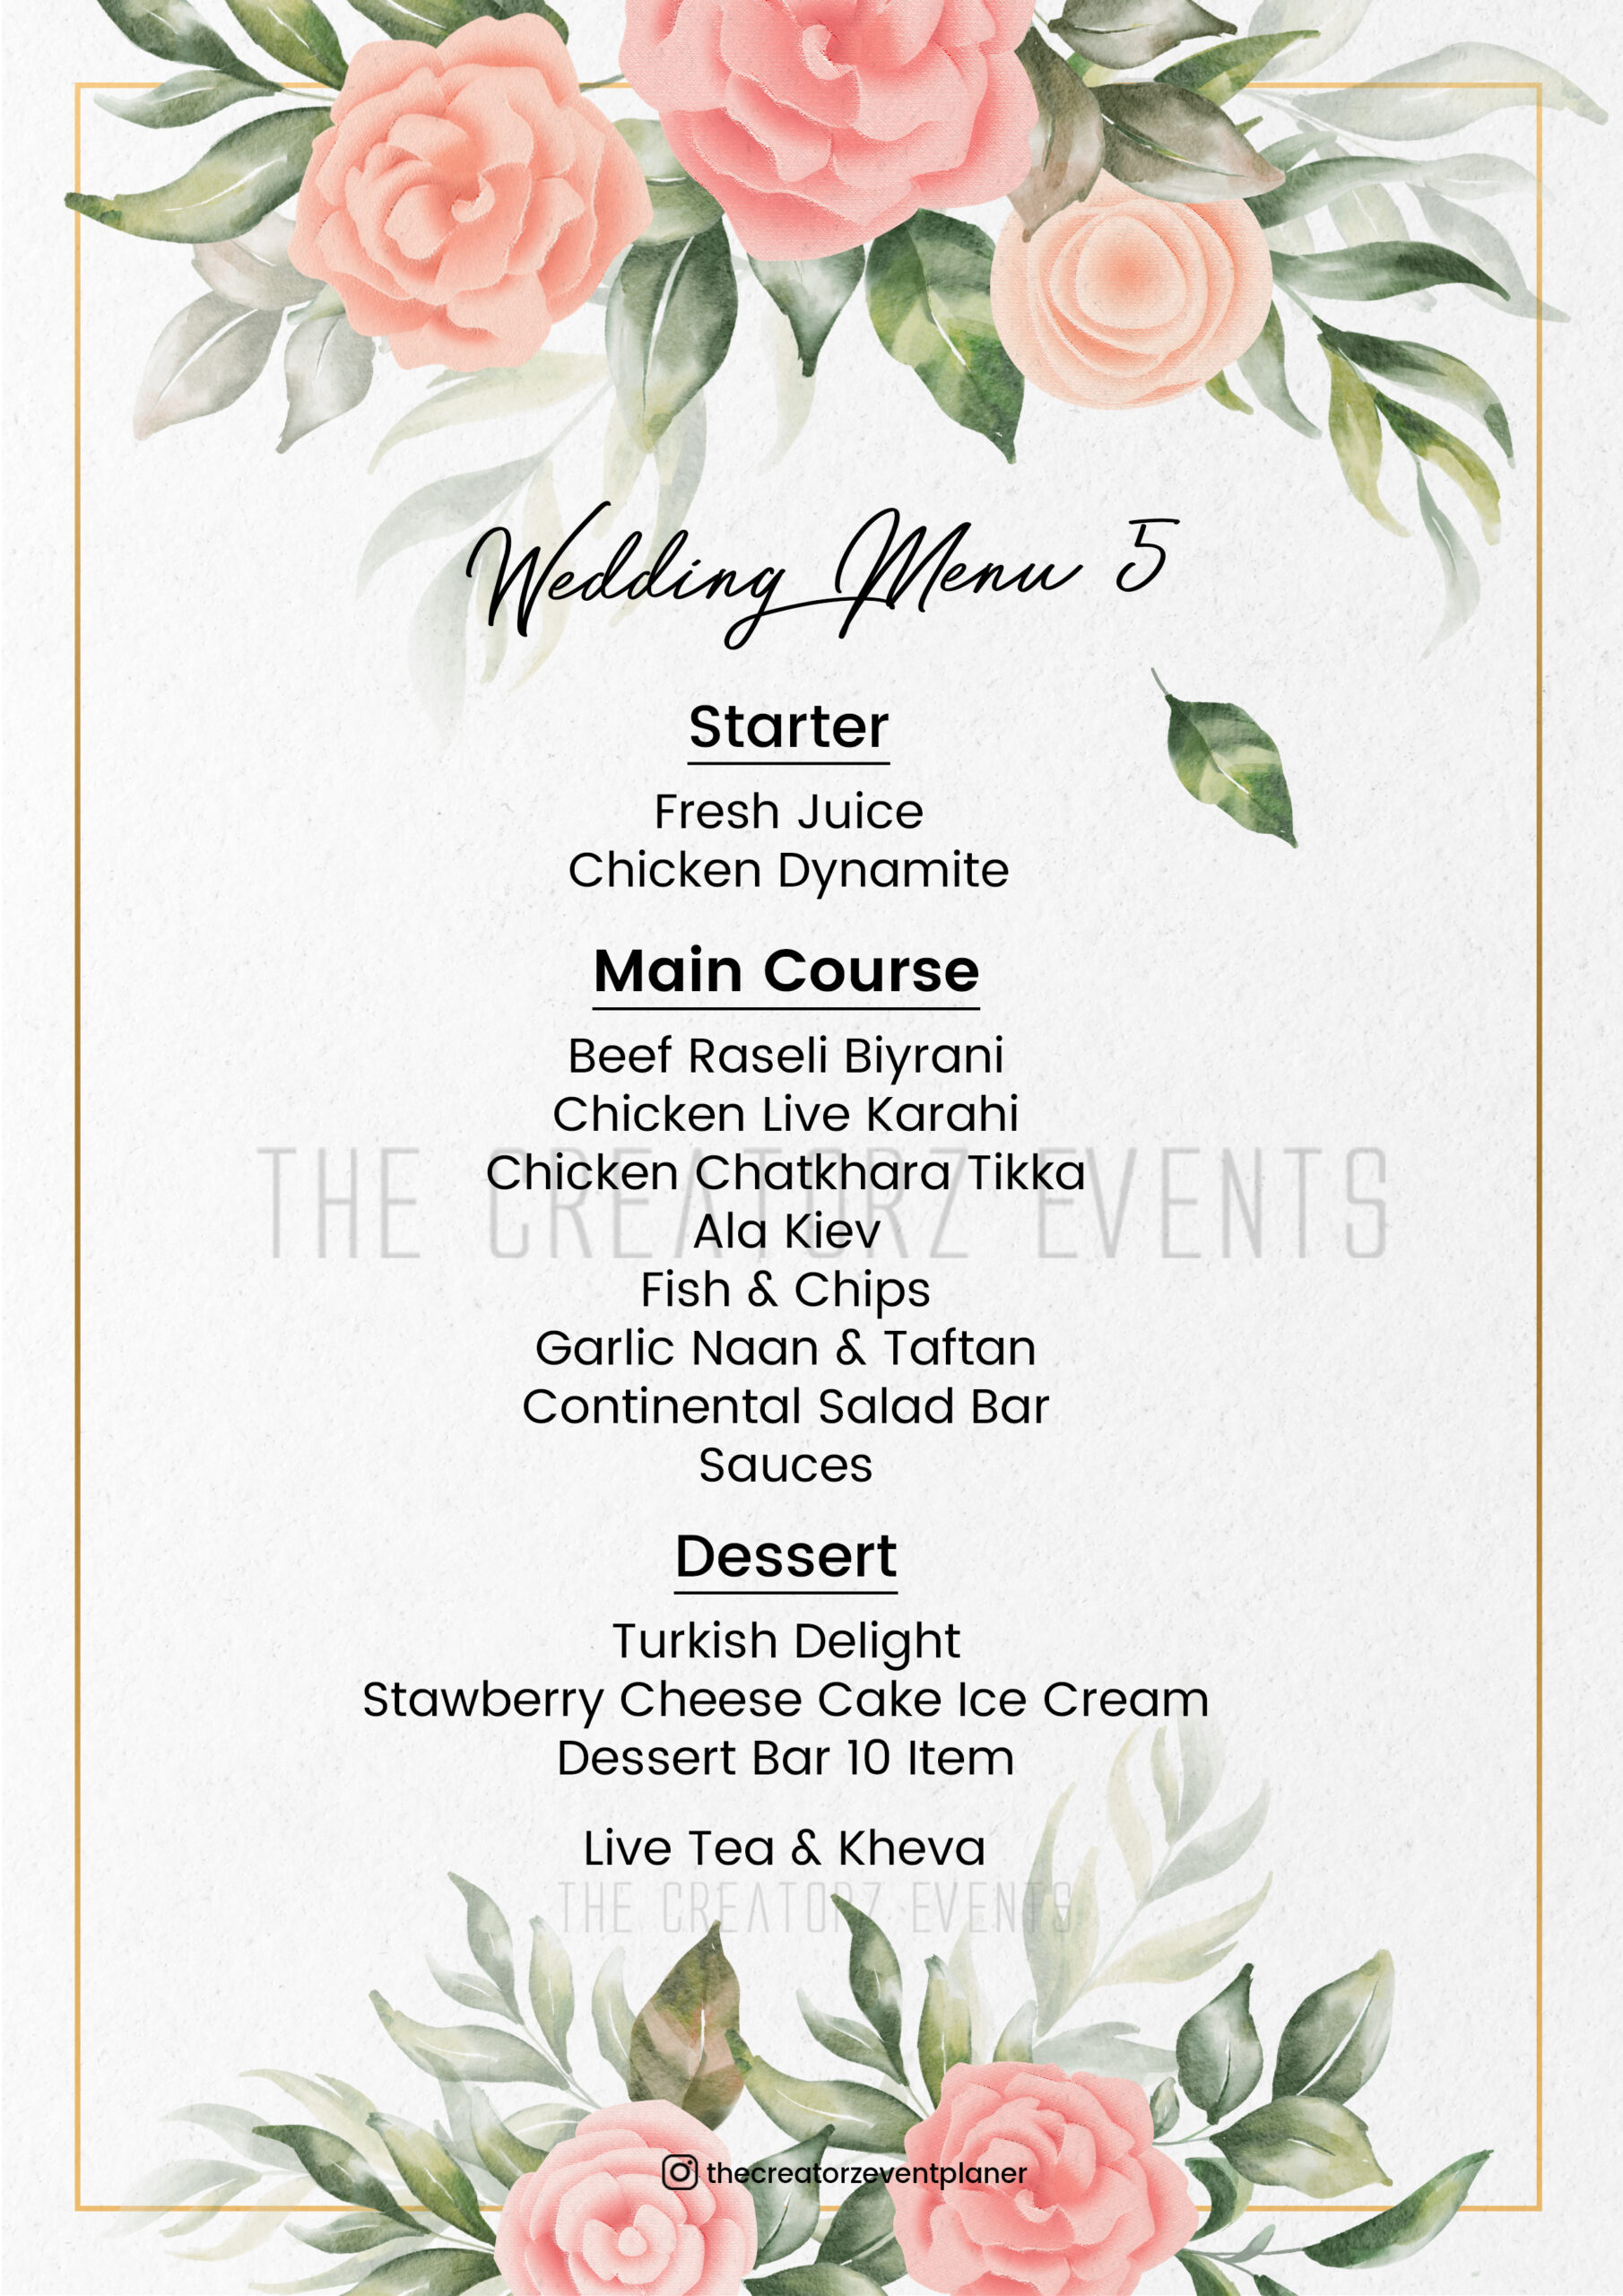 Wedding Menu 5
Starter
Fresh Juice
Chicken Dynamite
Main Course
Beef Raseli Biyrani
Chicken Live Karahi
Chicken Chatkhara Tikka
THE CREATORZ EVENTS
Ala Kiev
Fish & Chips
Garlic Naan & Taftan
Continental Salad Bar
Sauces
Dessert
Turkish Delight
Stawberry Cheese Cake Ice Cream
Dessert Bar 10 Item
Live Tea & Kheva
THE CREATORZ EVENTS
thecreatorzeventplaner